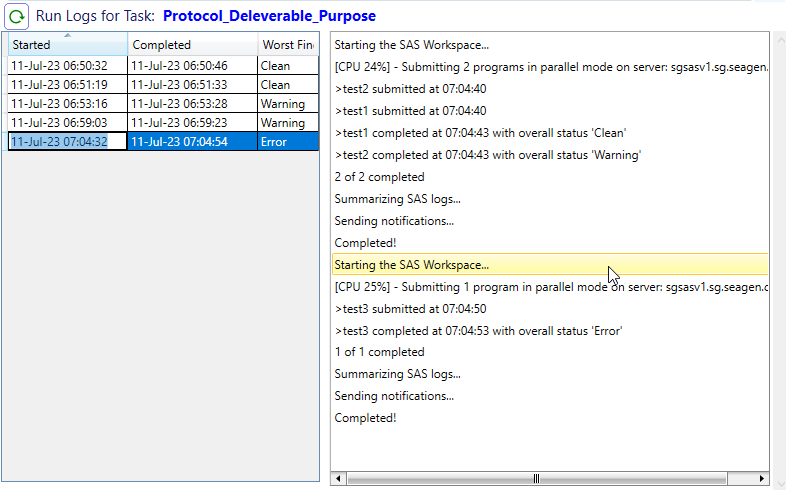 Run Logs for Task: Protocol_Deleverable_Purpose
Started Completed Worst Fin
11-Jul-23 06:50:32 11-Jul-23 06:50:46 Clean
11-Jul-23 06:51:19 11-Jul-23 06:51:33 Clean
11-Jul-23 06:53:16 11-Jul-23 06:53:28 Warning
11-Jul-23 06:59:03 11-Jul-23 06:59:23 Warning
11-Jul-23 07:04:32 11-Jul-23 07:04:54 Error
Starting the SAS Workspace...
[CPU 24%] - Submitting 2 programs in parallel mode on server: sgsasv1.sg.seagen.
>test2 submitted at 07:04:40
>test1 submitted at 07:04:40
>test1 completed at 07:04:43 with overall status 'Clean'
>test2 completed at 07:04:43 with overall status 'Warning'
2 of 2 completed
Summarizing SAS logs...
Sending notifications...
Completed!
Starting the SAS Workspace...
[CPU 25%] - Submitting 1 program in parallel mode on server: sgsasv1.sg.seagen.c
>test3 submitted at 07:04:50
>test3 completed at 07:04:53 with overall status 'Error'
1 of 1 completed
Summarizing SAS logs...
Sending notifications...
Completed!